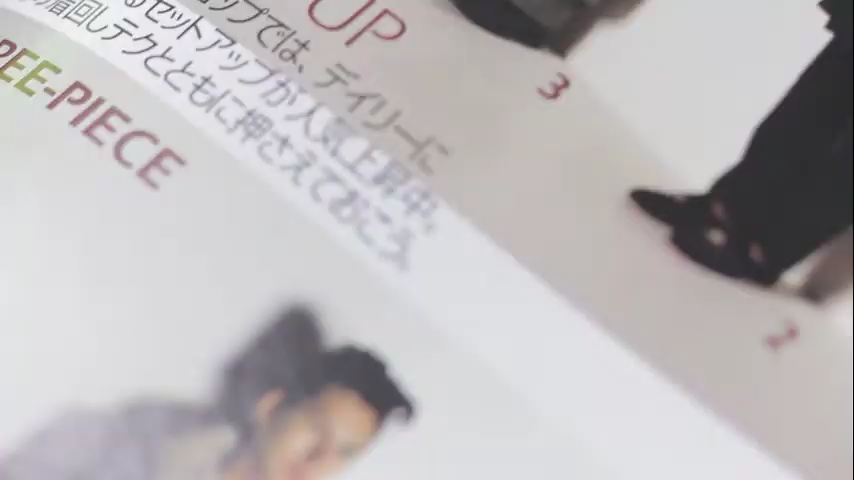 UP
ップでは、デイリーに
るセットアップが人気上昇中。
着回しテクとともに押さえておこう。
REE-PIECE
3
2